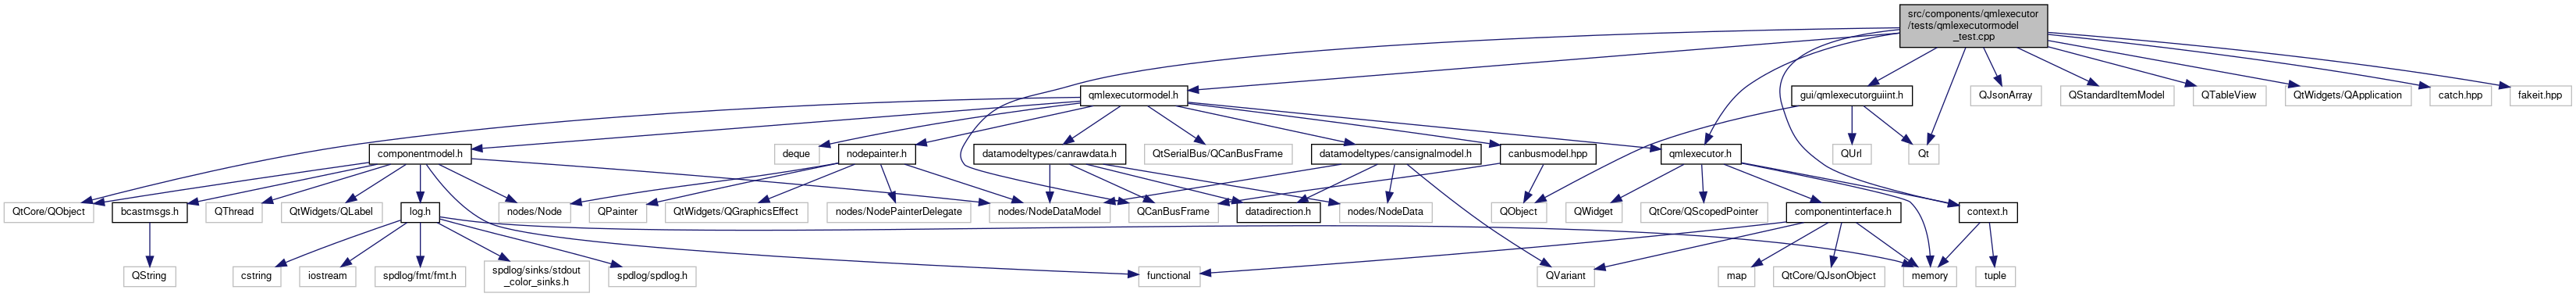 src/components/qmlexecutor
/tests/qmlexecutormodel
_test.cpp
qmlexecutormodel.h
gui/qmlexecutorguiint.h
QJsonArray
QStandardItemModel
QTableView
QtWidgets/QApplication
catch.hpp
fakeit.hpp
componentmodel.h
deque
nodepainter.h
datamodeltypes/canrawdata.h
QtSerialBus/QCanBusFrame
datamodeltypes/cansignalmodel.h
canbusmodel.hpp
qmlexecutor.h
QUrl
Qt
QtCore/QObject
bcastmsgs.h
QThread
QtWidgets/QLabel
log.h
nodes/Node
QPainter
QtWidgets/QGraphicsEffect
nodes/NodePainterDelegate
nodes/NodeDataModel
QCanBusFrame
datadirection.h
nodes/NodeData
QObject
QWidget
QtCore/QScopedPointer
componentinterface.h
context.h
QString
cstring
iostream
spdlog/fmt/fmt.h
spdlog/sinks/stdout
_color_sinks.h
spdlog/spdlog.h
functional
QVariant
map
QtCore/QJsonObject
memory
tuple